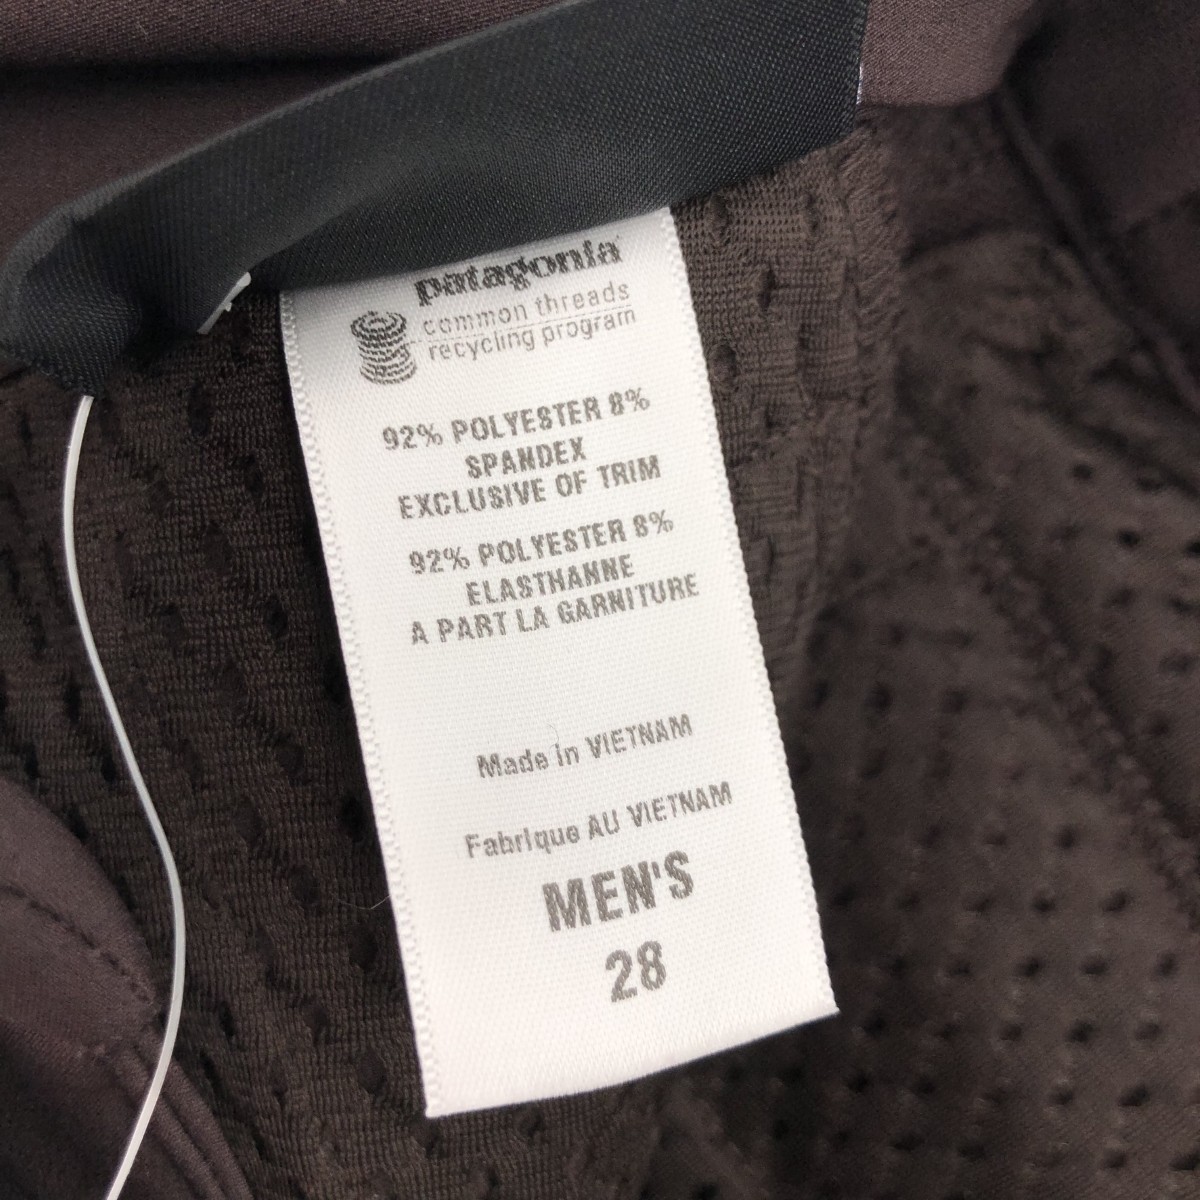 patagonia
common threads
recycling program
92% POLYESTER 8%
SPANDEX
EXCLUSIVE OF TRIM
92% POLYESTER 8%
ELASTHANNE
A PART LA GARNITURE
Made in VIETNAM
Fabrique AU VIETNAM
MEN'S
28